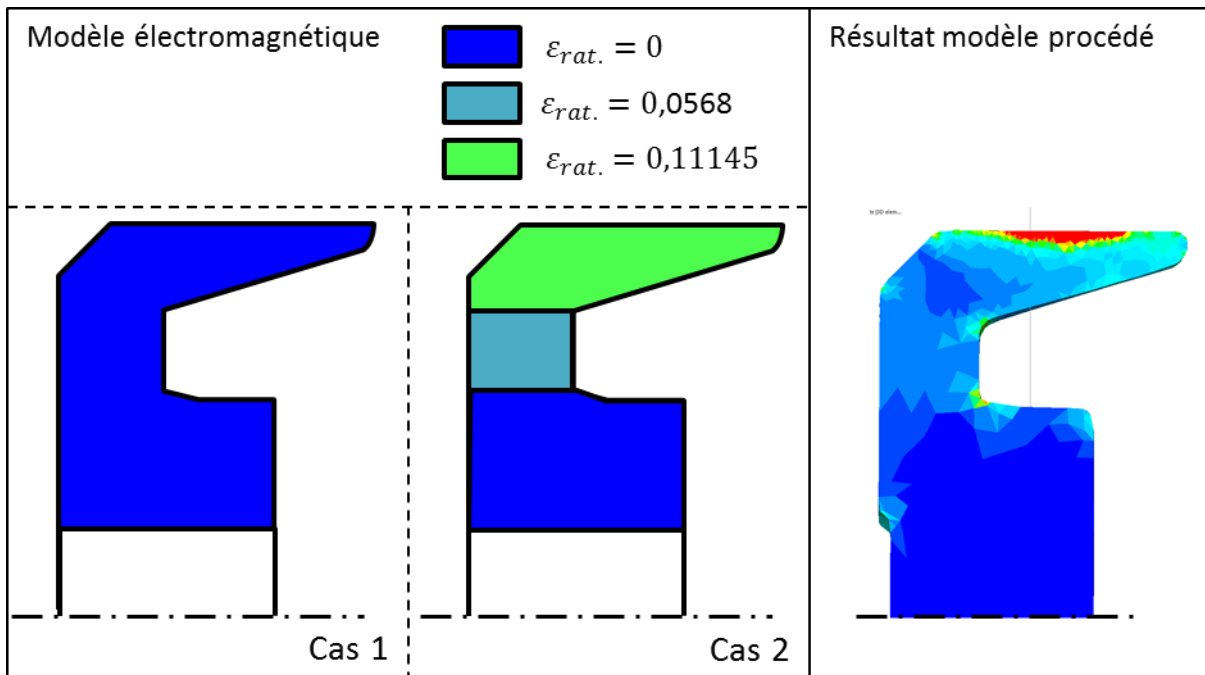 Modèle électromagnétique
Résultat modèle procédé
ε_rat. = 0
ε_rat. = 0,0568
ε_rat. = 0,11145
Cas 1
Cas 2